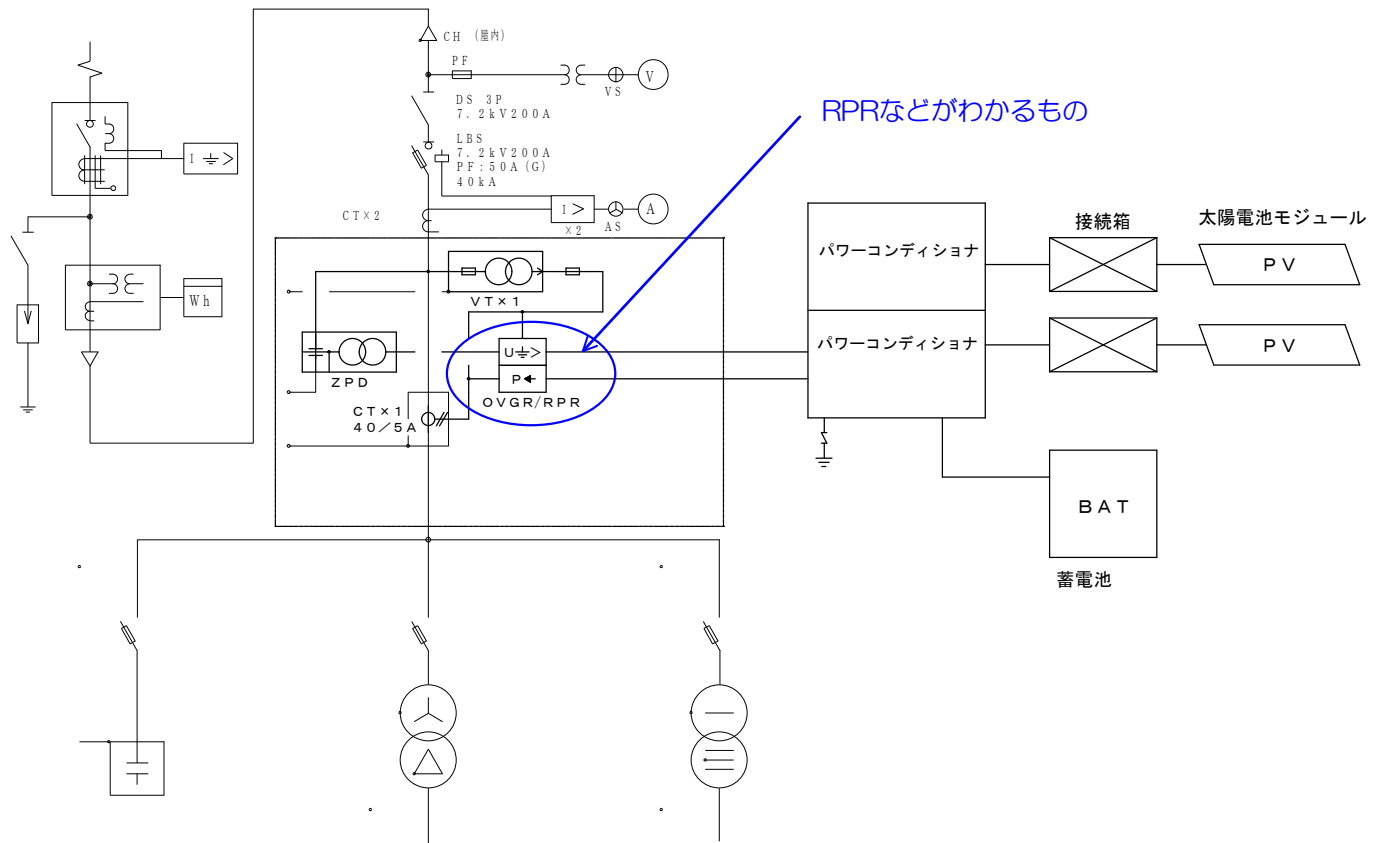 CH (屋内)
PF
V
VS
DS 3P
7.2kV200A
LBS
7.2kV200A
PF:50A(G)
40kA
RPRなどがわかるもの
I >
CT×2
I >
×2
AS
A
Wh
VT×1
ZPD
U >
P
OVGR/RPR
CT×1
40/5A
パワーコンディショナ
パワーコンディショナ
接続箱
太陽電池モジュール
PV
PV
BAT
蓄電池